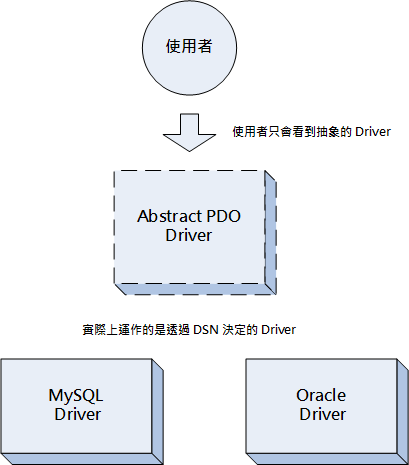 使用者
使用者只會看到抽象的 Driver
Abstract PDO
Driver
實際上運作的是透過 DSN 決定的 Driver
MySQL
Driver
Oracle
Driver